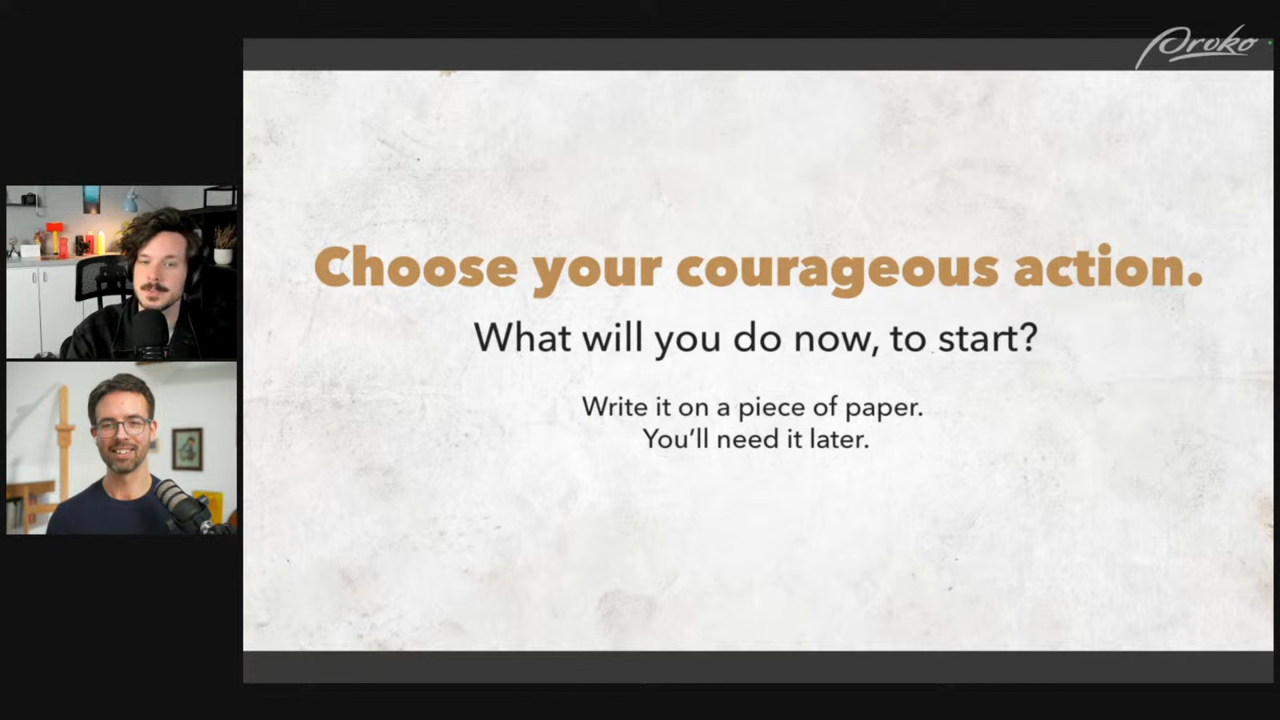 Proko
Choose your courageous action.
What will you do now, to start?
Write it on a piece of paper.
You’ll need it later.